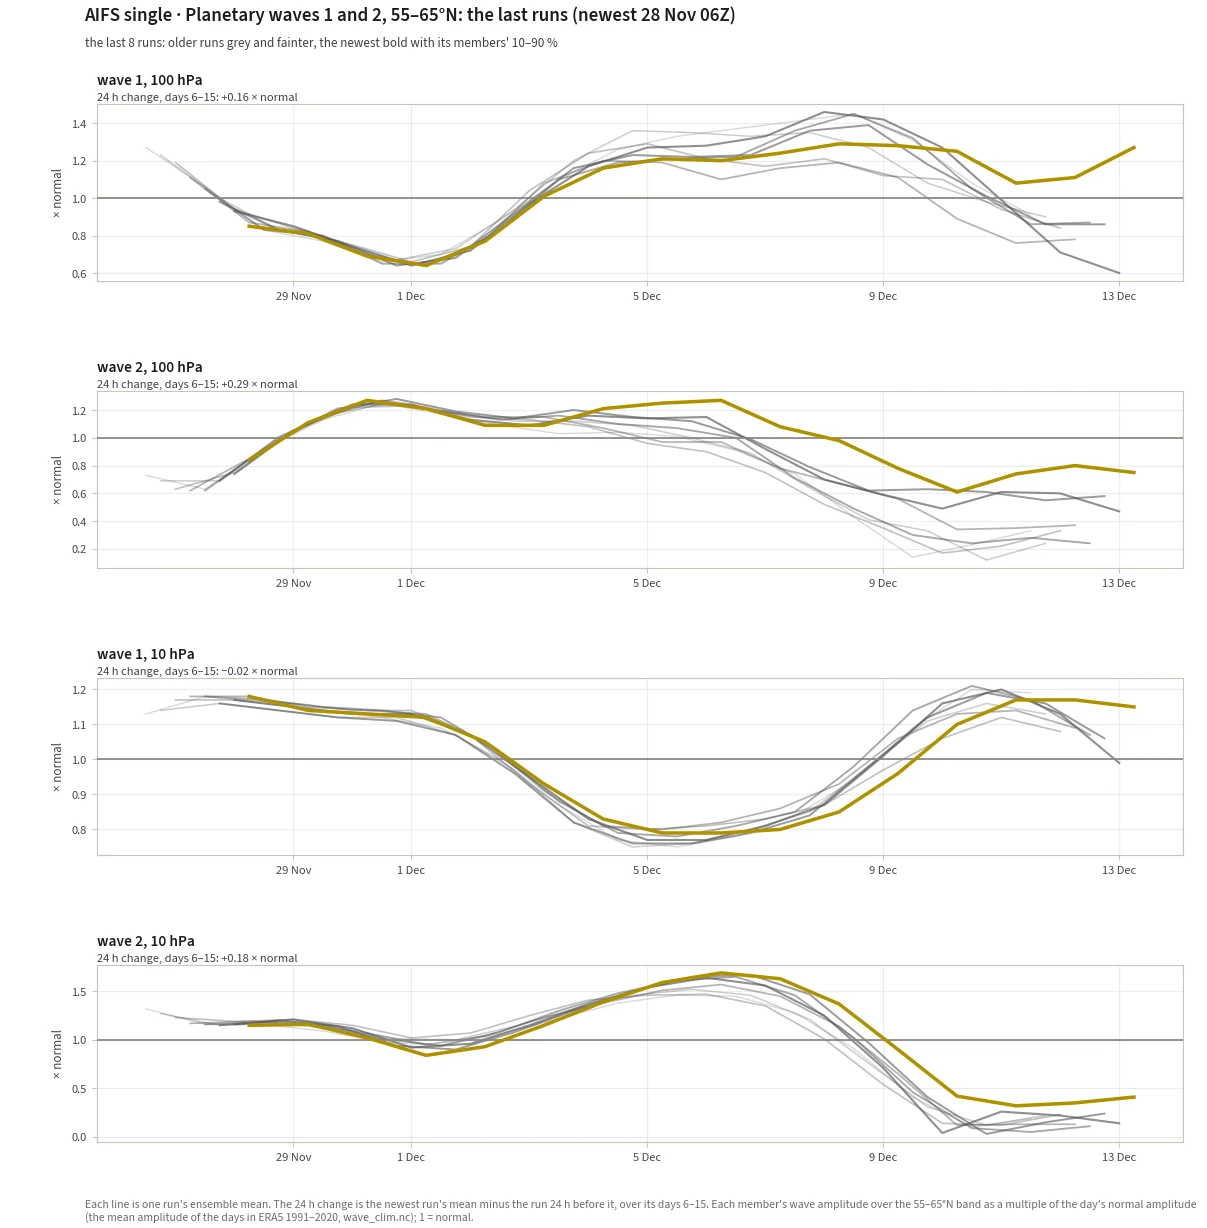 AIFS single · Planetary waves 1 and 2, 55–65°N: the last runs (newest 28 Nov 06Z)
the last 8 runs: older runs grey and fainter, the newest bold with its members' 10–90 %
wave 1, 100 hPa
24 h change, days 6–15: +0.16 × normal
1.4
1.2
1.0
0.8
0.6
× normal
29 Nov
1 Dec
5 Dec
9 Dec
13 Dec
wave 2, 100 hPa
24 h change, days 6–15: +0.29 × normal
1.2
1.0
0.8
0.6
0.4
0.2
× normal
29 Nov
1 Dec
5 Dec
9 Dec
13 Dec
wave 1, 10 hPa
24 h change, days 6–15: −0.02 × normal
1.2
1.1
1.0
0.9
0.8
× normal
29 Nov
1 Dec
5 Dec
9 Dec
13 Dec
wave 2, 10 hPa
24 h change, days 6–15: +0.18 × normal
1.5
1.0
0.5
0.0
× normal
29 Nov
1 Dec
5 Dec
9 Dec
13 Dec
Each line is one run's ensemble mean. The 24 h change is the newest run's mean minus the run 24 h before it, over its days 6–15. Each member's wave amplitude over the 55–65°N band as a multiple of the day's normal amplitude
(the mean amplitude of the days in ERA5 1991–2020, wave_clim.nc); 1 = normal.